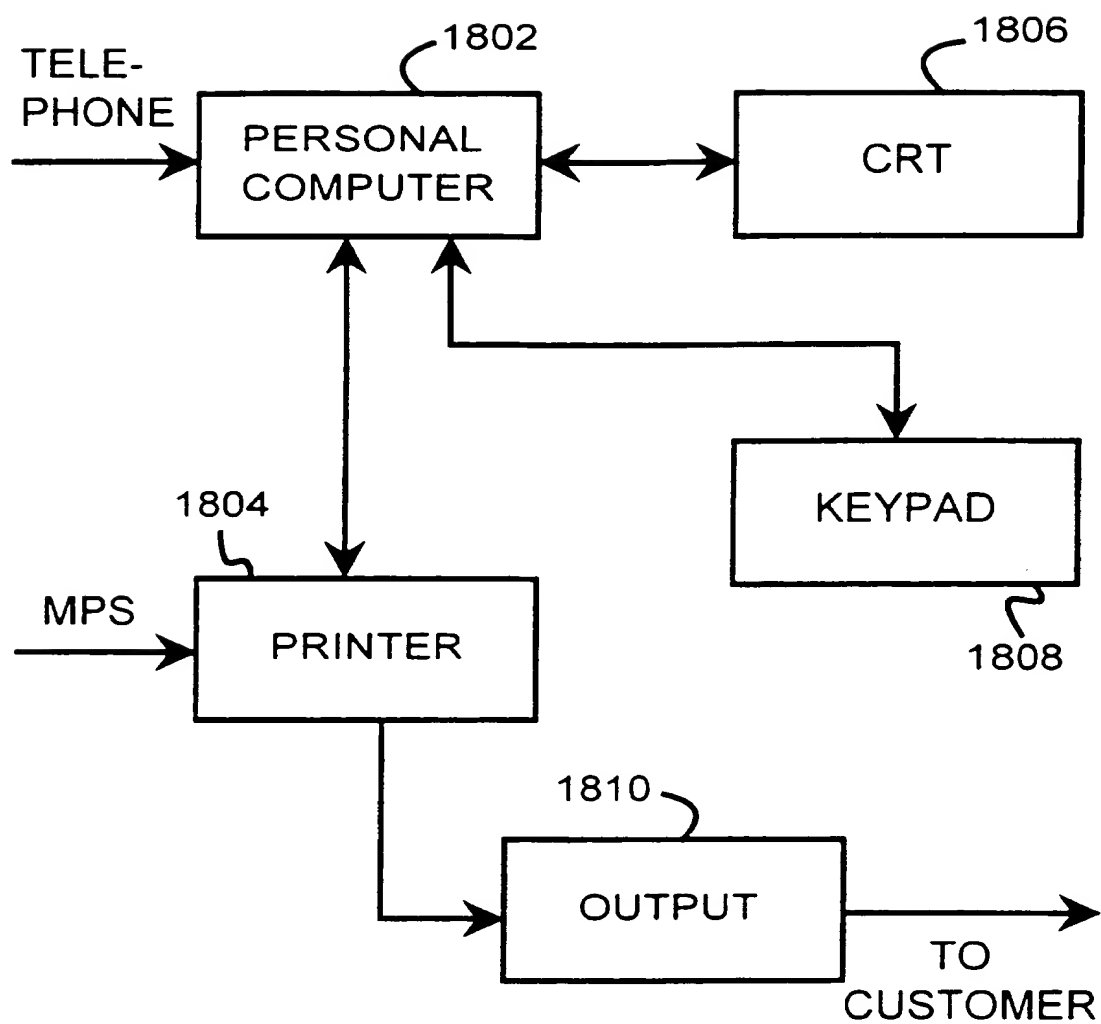 1802
1806
TELE-
PHONE
PERSONAL
COMPUTER
CRT
1804
KEYPAD
MPS
PRINTER
1808
1810
OUTPUT
TO
CUSTOMER